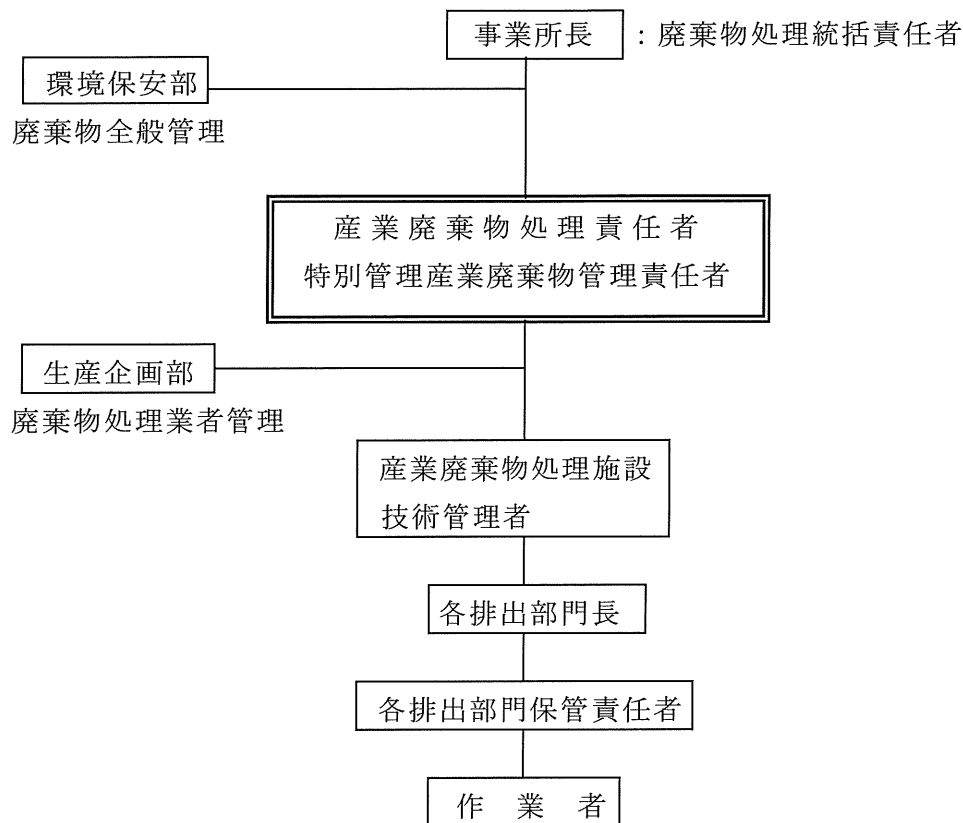 事業所長 : 廃棄物処理統括責任者
環境保安部
廃棄物全般管理
産業廃棄物処理責任者
特別管理産業廃棄物管理責任者
生産企画部
廃棄物処理業者管理
産業廃棄物処理施設
技術管理者
各排出部門長
各排出部門保管責任者
作業者